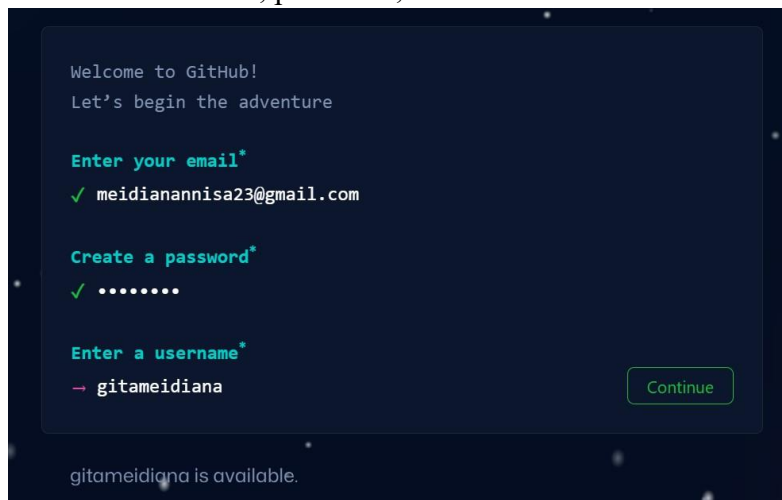 Welcome to GitHub!
Let’s begin the adventure
Enter your email*
✓ meidianannisa23@gmail.com
Create a password*
✓ ••••••••
Enter a username*
→ gitameidiana
Continue
gitameidiana is available.